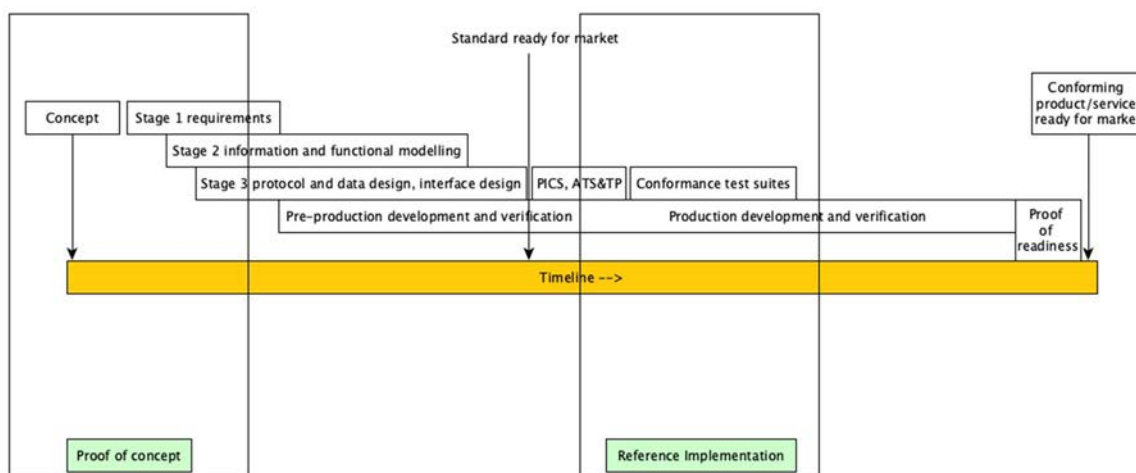 Standard ready for market
Concept
Stage 1 requirements
Conforming
product/service
ready for market
Stage 2 information and functional modelling
Stage 3 protocol and data design, interface design
PICS, ATS&TP
Conformance test suites
Pre-production development and verification
Production development and verification
Proof
of
readiness
Timeline -->
Proof of concept
Reference Implementation